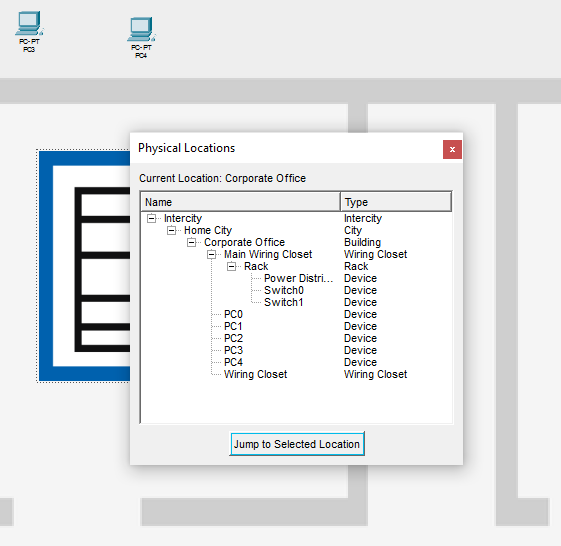 PC-PT
PC3
PC-PT
PC4
Physical Locations
x
Current Location: Corporate Office
Name Type
Intercity Intercity
Home City City
Corporate Office Building
Main Wiring Closet Wiring Closet
Rack Rack
Power Distri... Device
Switch0 Device
Switch1 Device
PC0 Device
PC1 Device
PC2 Device
PC3 Device
PC4 Device
Wiring Closet Wiring Closet
Jump to Selected Location